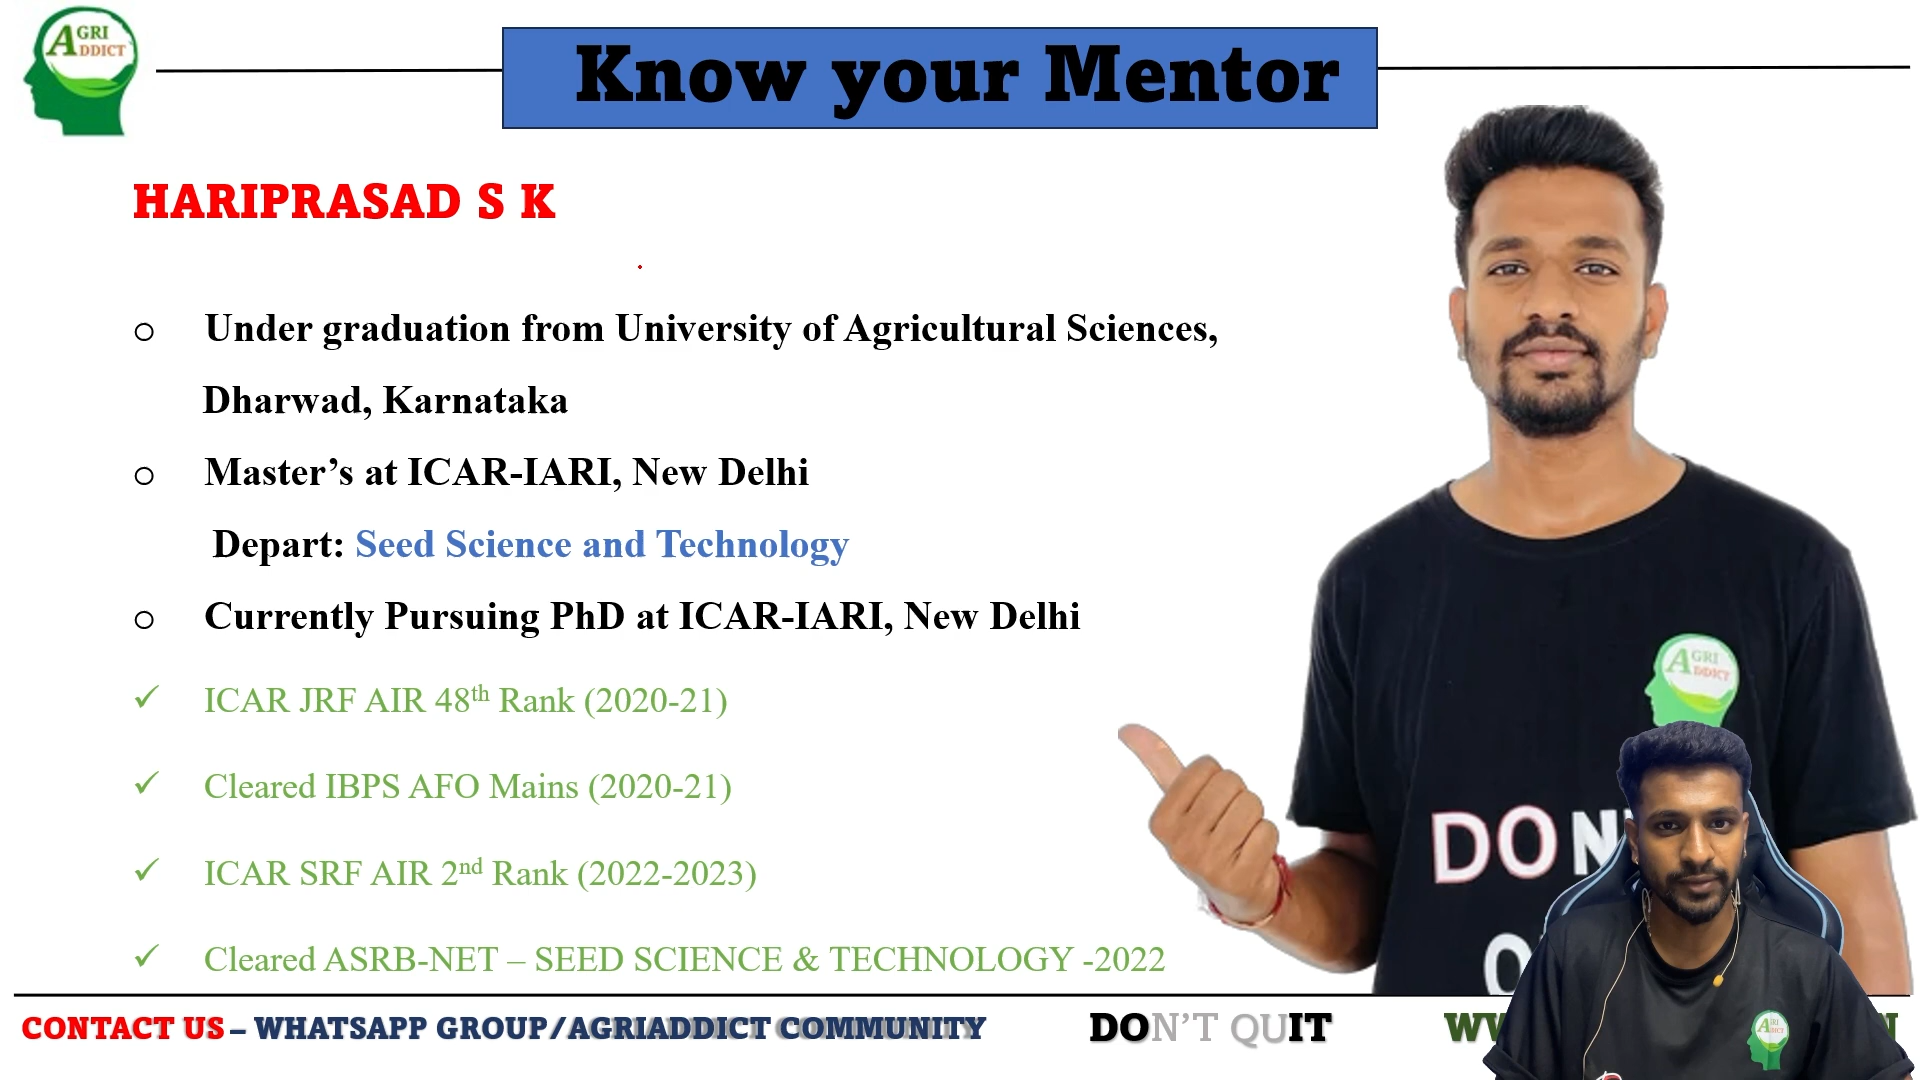 AGRI
ADDICT
Know your Mentor
HARIPRASAD S K
Under graduation from University of Agricultural Sciences,
Dharwad, Karnataka
Master’s at ICAR-IARI, New Delhi
Depart: Seed Science and Technology
Currently Pursuing PhD at ICAR-IARI, New Delhi
AGRI
ADDICT
ICAR JRF AIR 48th Rank (2020-21)
Cleared IBPS AFO Mains (2020-21)
DON
ICAR SRF AIR 2nd Rank (2022-2023)
Cleared ASRB-NET – SEED SCIENCE & TECHNOLOGY -2022
CONTACT US – WHATSAPP GROUP/AGRIADDICT COMMUNITY DON’T QUIT